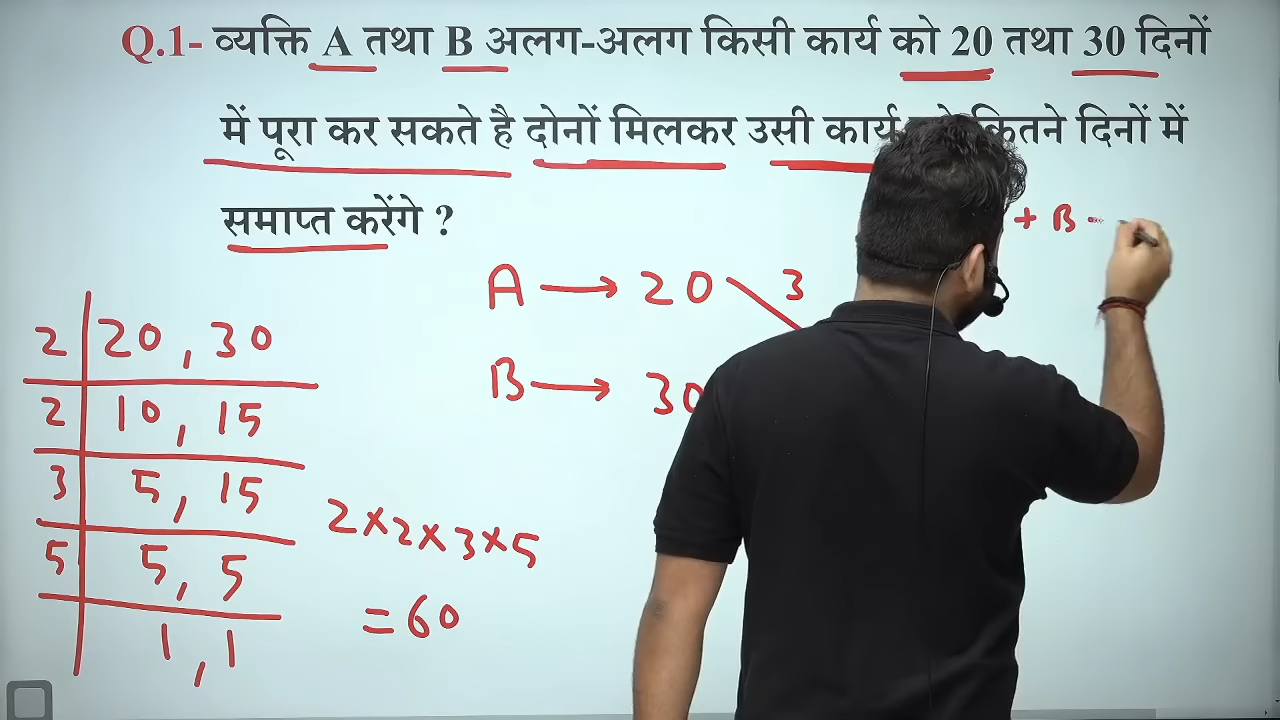 Q.1- व्यक्ति A तथा B अलग-अलग किसी कार्य को 20 तथा 30 दिनों
में पूरा कर सकते है दोनों मिलकर उसी कार्य कितने दिनों में
समाप्त करेंगे ?
+ B
A → 20 3
B → 30
2 | 20 , 30
2 | 10 , 15
3 | 5 , 15
5 | 5 , 5
1 , 1
2×2×3×5
=60